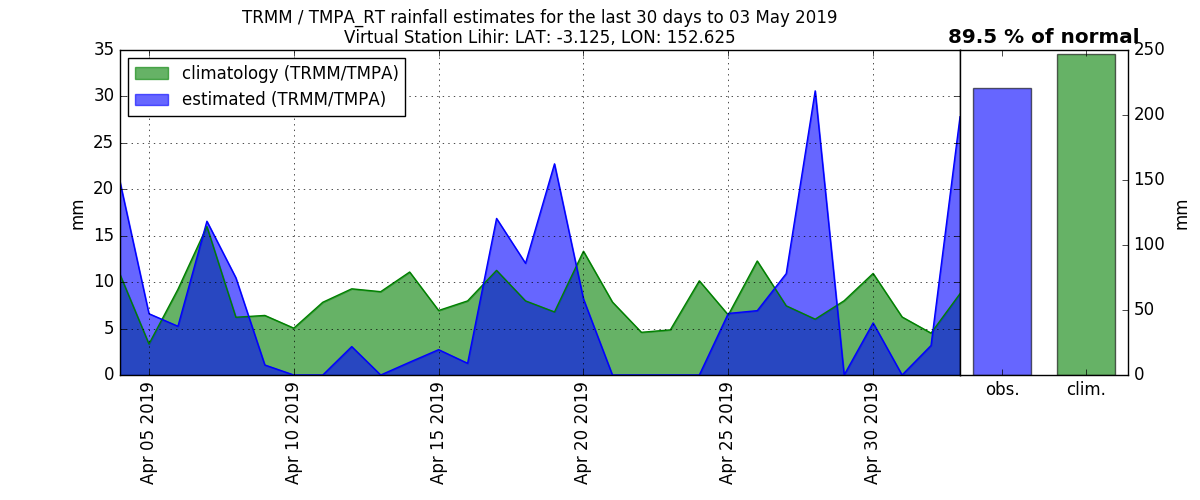 TRMM / TMPA_RT rainfall estimates for the last 30 days to 03 May 2019
Virtual Station Lihir: LAT: -3.125, LON: 152.625
89.5 % of normal
climatology (TRMM/TMPA)
estimated (TRMM/TMPA)
35
30
25
20
15
10
5
0
mm
Apr 05 2019
Apr 10 2019
Apr 15 2019
Apr 20 2019
Apr 25 2019
Apr 30 2019
obs.
clim.
250
200
150
100
50
0
mm